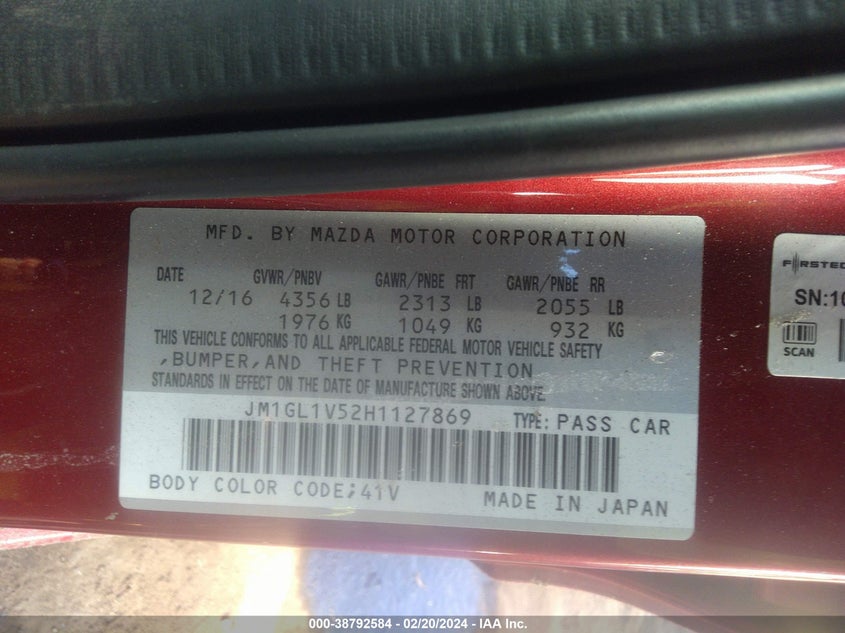 MFD. BY MAZDA MOTOR CORPORATION
DATE GVWR/PNBV GAWR/PNBE FRT GAWR/PNBE RR
12/16 4356 LB 2313 LB 2055 LB
1976 KG 1049 KG 932 KG
THIS VEHICLE CONFORMS TO ALL APPLICABLE FEDERAL MOTOR VEHICLE SAFETY
,BUMPER,AND THEFT PREVENTION
STANDARDS IN EFFECT ON THE DATE OF MANUFACTURE SHOWN ABOVE.
JM1GL1V52H1127869 TYPE: PASS CAR
BODY COLOR CODE;41V MADE IN JAPAN
SCAN
000-38792584 - 02/20/2024 - IAA Inc.